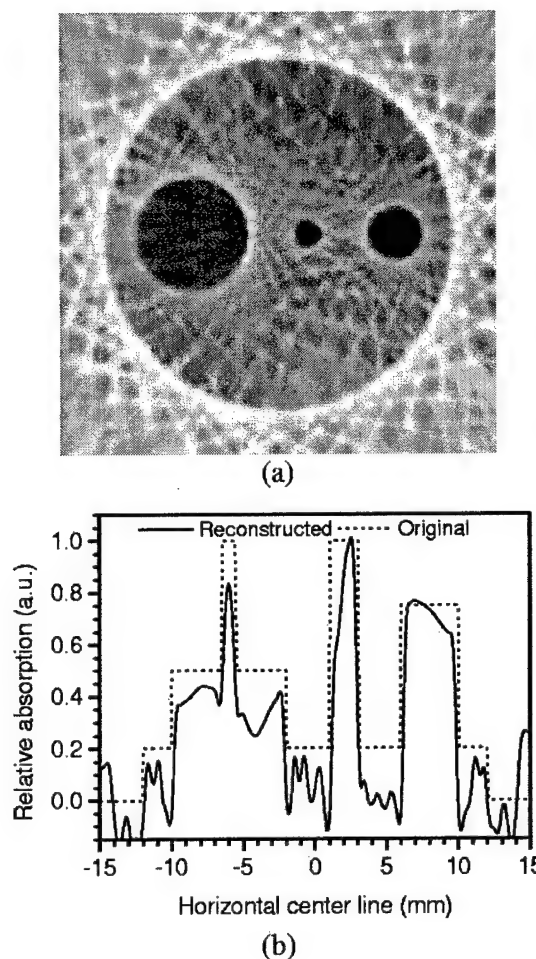 (a)
Reconstructed Original
1.0
0.8
0.6
0.4
0.2
0.0
Relative absorption (a.u.)
-15 -10 -5 0 5 10 15
Horizontal center line (mm)
(b)